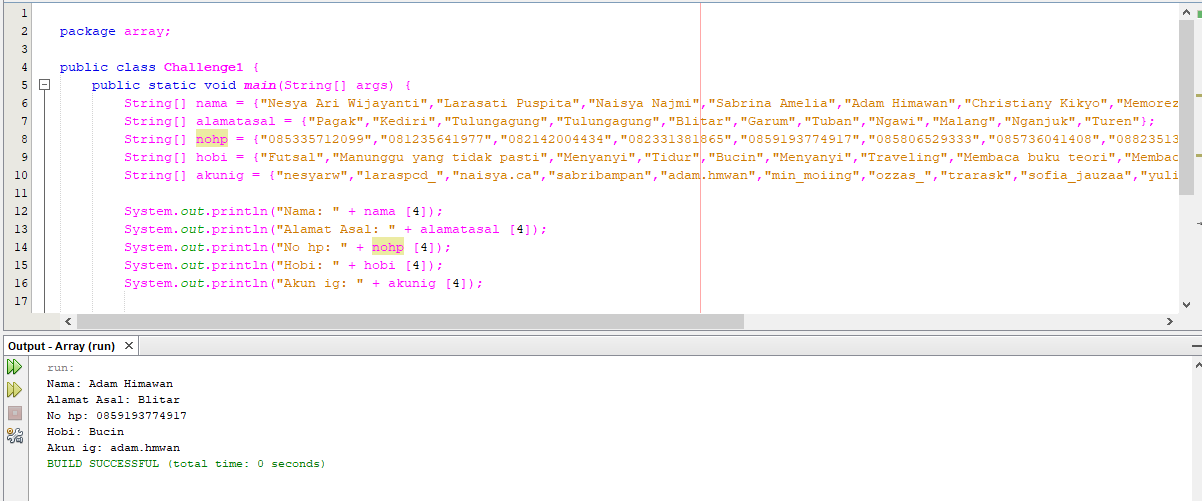 1
2 package array;
3
4 public class Challenge1 {
5 public static void main(String[] args) {
6 String[] nama = {"Nesya Ari Wijayanti","Larasati Puspita","Naisya Najmi","Sabrina Amelia","Adam Himawan","Christiany Kikyo","Memorez
7 String[] alamatasal = {"Pagak","Kediri","Tulungagung","Tulungagung","Blitar","Garum","Tuban","Ngawi","Malang","Nganjuk","Turen"};
8 String[] nohp = {"085335712099","081235641977","082142004434","082331381865","0859193774917","085806529333","085736041408","08823513
9 String[] hobi = {"Futsal","Manunggu yang tidak pasti","Menyanyi","Tidur","Bucin","Menyanyi","Traveling","Membaca buku teori","Membac
10 String[] akunig = {"nesyarw","laraspcd_","naisya.ca","sabribampan","adam.hmwan","min_moiing","ozzas_","trarask","sofia_jauzaa","yuli
11
12 System.out.println("Nama: " + nama [4]);
13 System.out.println("Alamat Asal: " + alamatasal [4]);
14 System.out.println("No hp: " + nohp [4]);
15 System.out.println("Hobi: " + hobi [4]);
16 System.out.println("Akun ig: " + akunig [4]);
17
Output - Array (run)
run:
Nama: Adam Himawan
Alamat Asal: Blitar
No hp: 0859193774917
Hobi: Bucin
Akun ig: adam.hmwan
BUILD SUCCESSFUL (total time: 0 seconds)